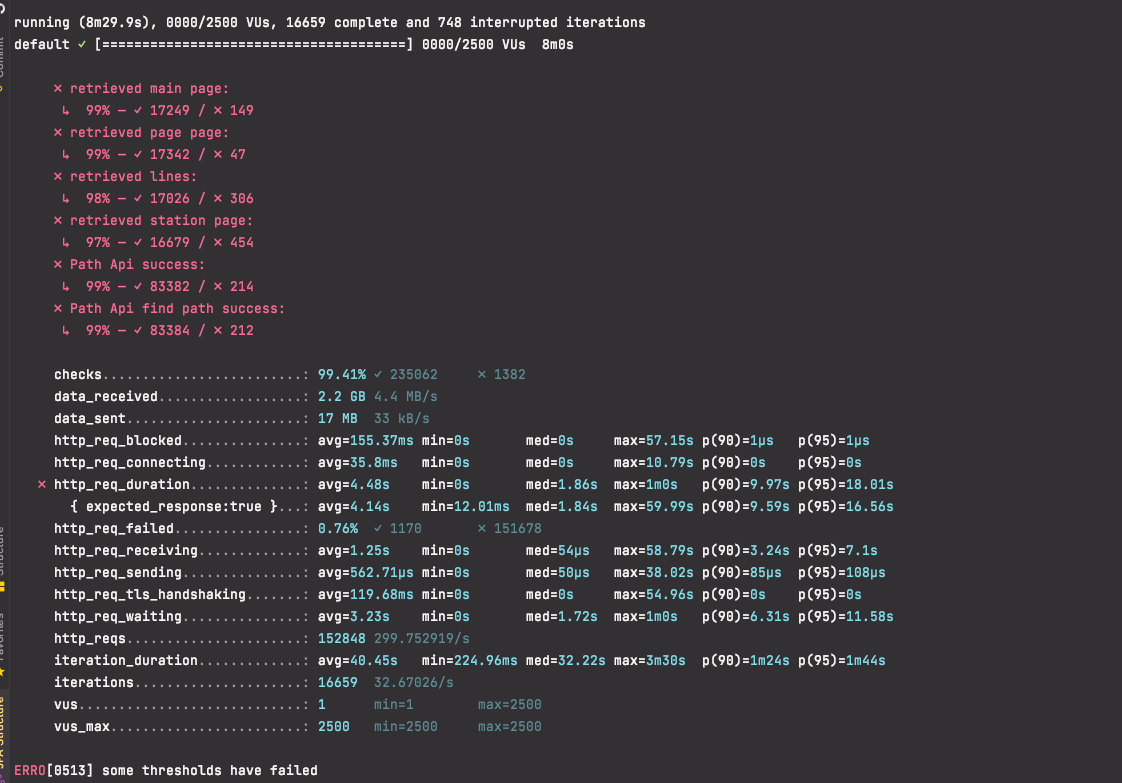 running (8m29.9s), 0000/2500 VUs, 16659 complete and 748 interrupted iterations
default ✓ [======================================] 0000/2500 VUs  8m0s
✗ retrieved main page:
↳  99% — ✓ 17249 / ✗ 149
✗ retrieved page page:
↳  99% — ✓ 17342 / ✗ 47
✗ retrieved lines:
↳  98% — ✓ 17026 / ✗ 306
✗ retrieved station page:
↳  97% — ✓ 16679 / ✗ 454
✗ Path Api success:
↳  99% — ✓ 83382 / ✗ 214
✗ Path Api find path success:
↳  99% — ✓ 83384 / ✗ 212
checks.........................: 99.41% ✓ 235062     ✗ 1382
data_received..................: 2.2 GB 4.4 MB/s
data_sent......................: 17 MB  33 kB/s
http_req_blocked...............: avg=155.37ms min=0s       med=0s     max=57.15s p(90)=1µs   p(95)=1µs
http_req_connecting............: avg=35.8ms   min=0s       med=0s     max=10.79s p(90)=0s    p(95)=0s
✗ http_req_duration..............: avg=4.48s    min=0s       med=1.86s  max=1m0s   p(90)=9.97s p(95)=18.01s
{ expected_response:true }...: avg=4.14s    min=12.01ms  med=1.84s  max=59.99s p(90)=9.59s p(95)=16.56s
http_req_failed................: 0.76%  ✓ 1170       ✗ 151678
http_req_receiving.............: avg=1.25s    min=0s       med=54µs   max=58.79s p(90)=3.24s p(95)=7.1s
http_req_sending...............: avg=562.71µs min=0s       med=50µs   max=38.02s p(90)=85µs  p(95)=108µs
http_req_tls_handshaking.......: avg=119.68ms min=0s       med=0s     max=54.96s p(90)=0s    p(95)=0s
http_req_waiting...............: avg=3.23s    min=0s       med=1.72s  max=1m0s   p(90)=6.31s p(95)=11.58s
http_reqs......................: 152848 299.752919/s
iteration_duration.............: avg=40.45s   min=224.96ms med=32.22s max=3m30s  p(90)=1m24s p(95)=1m44s
iterations.....................: 16659  32.67026/s
vus............................: 1      min=1        max=2500
vus_max........................: 2500   min=2500     max=2500
ERRO[0513] some thresholds have failed
Commit
Structure
Favorites
JPA Structure